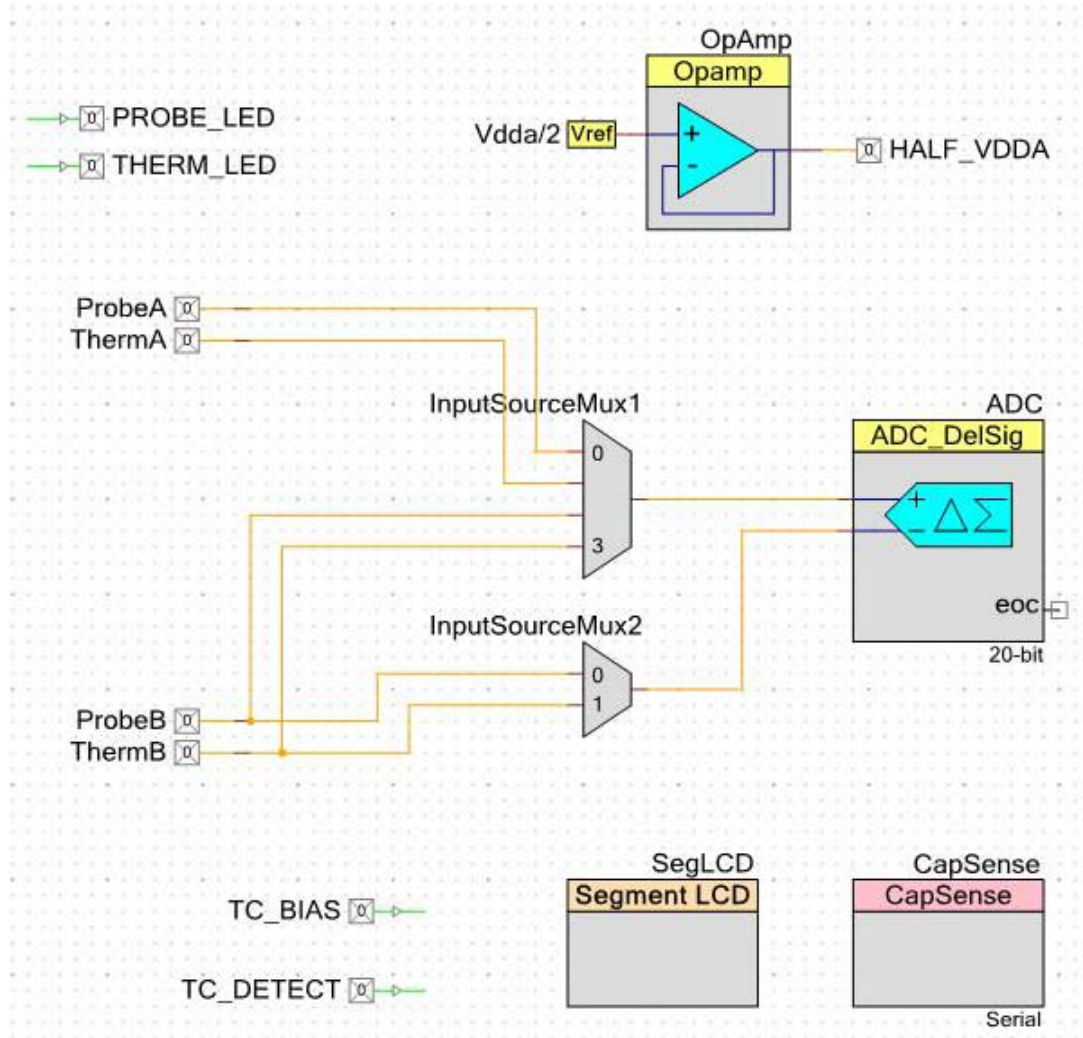 OpAmp
Opamp
PROBE_LED
Vdda/2 Vref
+
-
HALF_VDDA
THERM_LED
ProbeA
ThermA
InputSourceMux1
0
3
ADC
ADC_DelSig
+
-
ΔΣ
eoc
20-bit
InputSourceMux2
0
1
ProbeB
ThermB
SegLCD
Segment LCD
CapSense
CapSense
Serial
TC_BIAS
TC_DETECT